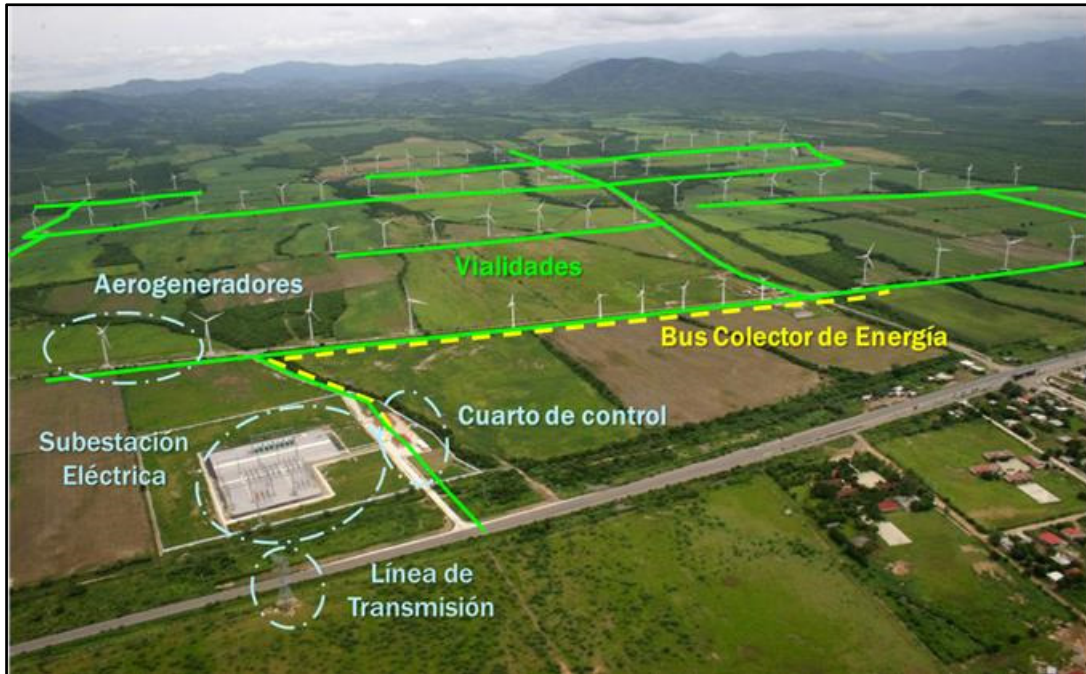 Vialidades
Aerogeneradores
Bus Colector de Energía
Cuarto de control
Subestación
Eléctrica
Línea de
Transmisión